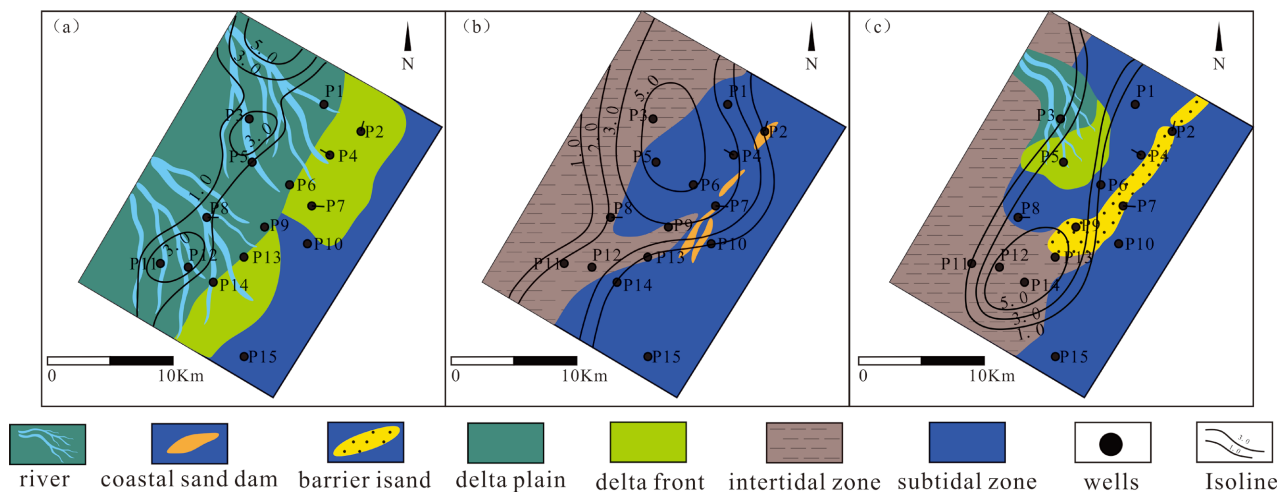 (a)
N
5.0
3.0
P1
P3
P2
3.0
P4
P5
P6
1.0
P8
P7
P9
P10
3.0
P12
P13
P11
P14
P15
0
10Km
(b)
N
5.0
3.0
2.0
1.0
P1
P3
P2
P4
P5
P6
P8
P7
P9
P10
P11
P12
P13
P14
P15
0
10Km
(c)
N
P1
P3
P2
P4
P5
P6
P8
P7
P9
P10
P11
P12
P13
P14
5.0
3.0
1.0
P15
0
10Km
3.0
1.0
river
coastal sand dam
barrier isand
delta plain
delta front
intertidal zone
subtidal zone
wells
Isoline